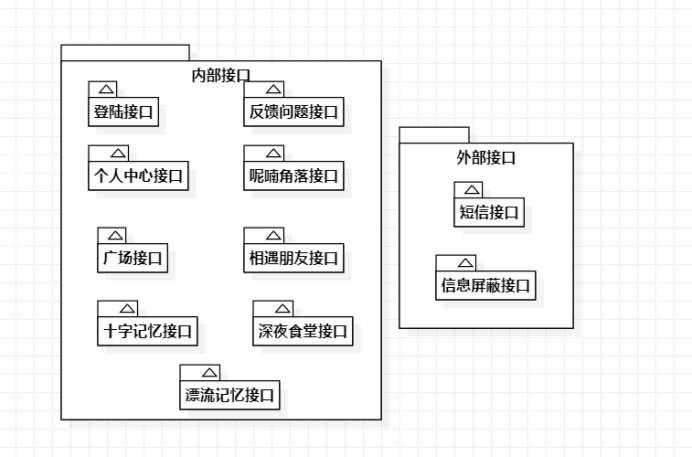 内部接口
登陆接口
反馈问题接口
个人中心接口
呢喃角落接口
广场接口
相遇朋友接口
十字记忆接口
深夜食堂接口
漂流记忆接口
外部接口
短信接口
信息屏蔽接口